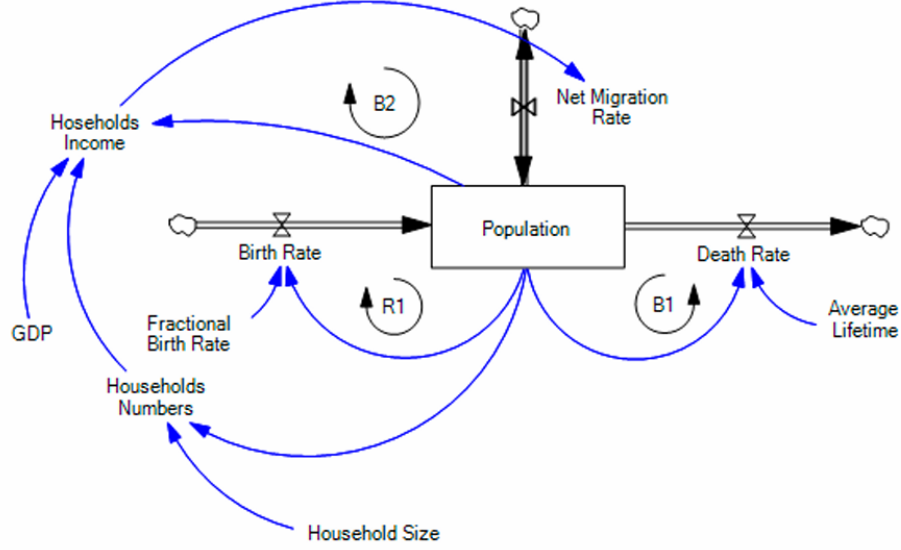 B2
Net Migration
Rate
Hoseholds
Income
Population
Birth Rate
Death Rate
R1
B1
Average
Lifetime
GDP
Fractional
Birth Rate
Households
Numbers
Household Size